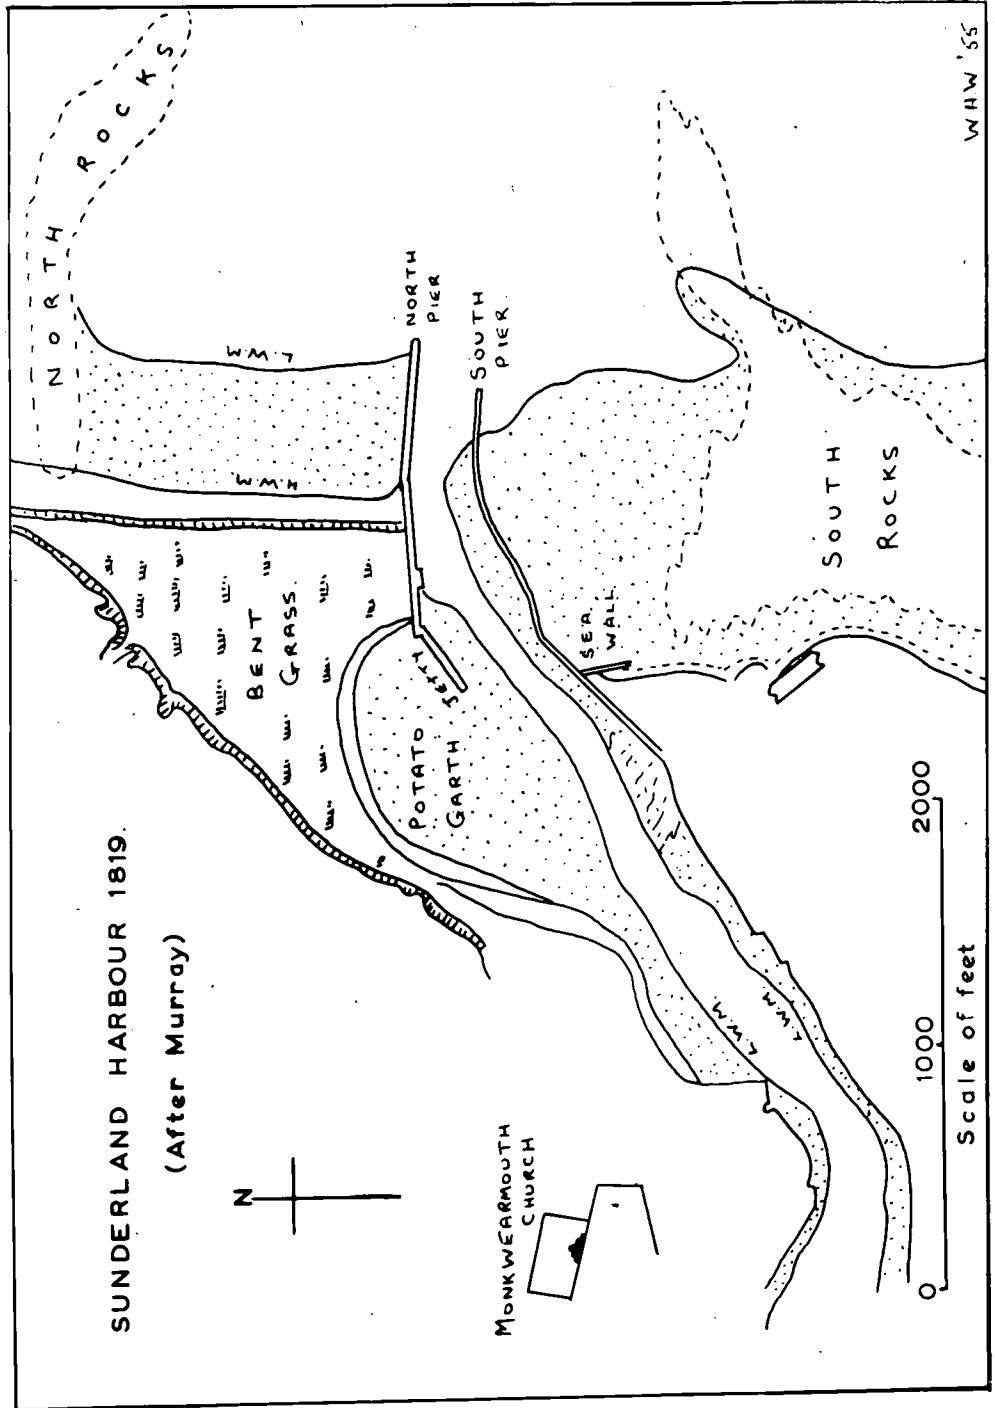 SUNDERLAND HARBOUR 1819.
(After Murray)
N
NORTH ROCKS
L.W.M
H.W.M
BENT
GRASS
NORTH
PIER
SOUTH
PIER.
JETTY
POTATO
GARTH
SEA
WALL
SOUTH
ROCKS
L.W.M
L.W.M
MONKWEARMOUTH
CHURCH
0 1000 2000
Scale of feet
WHW '55